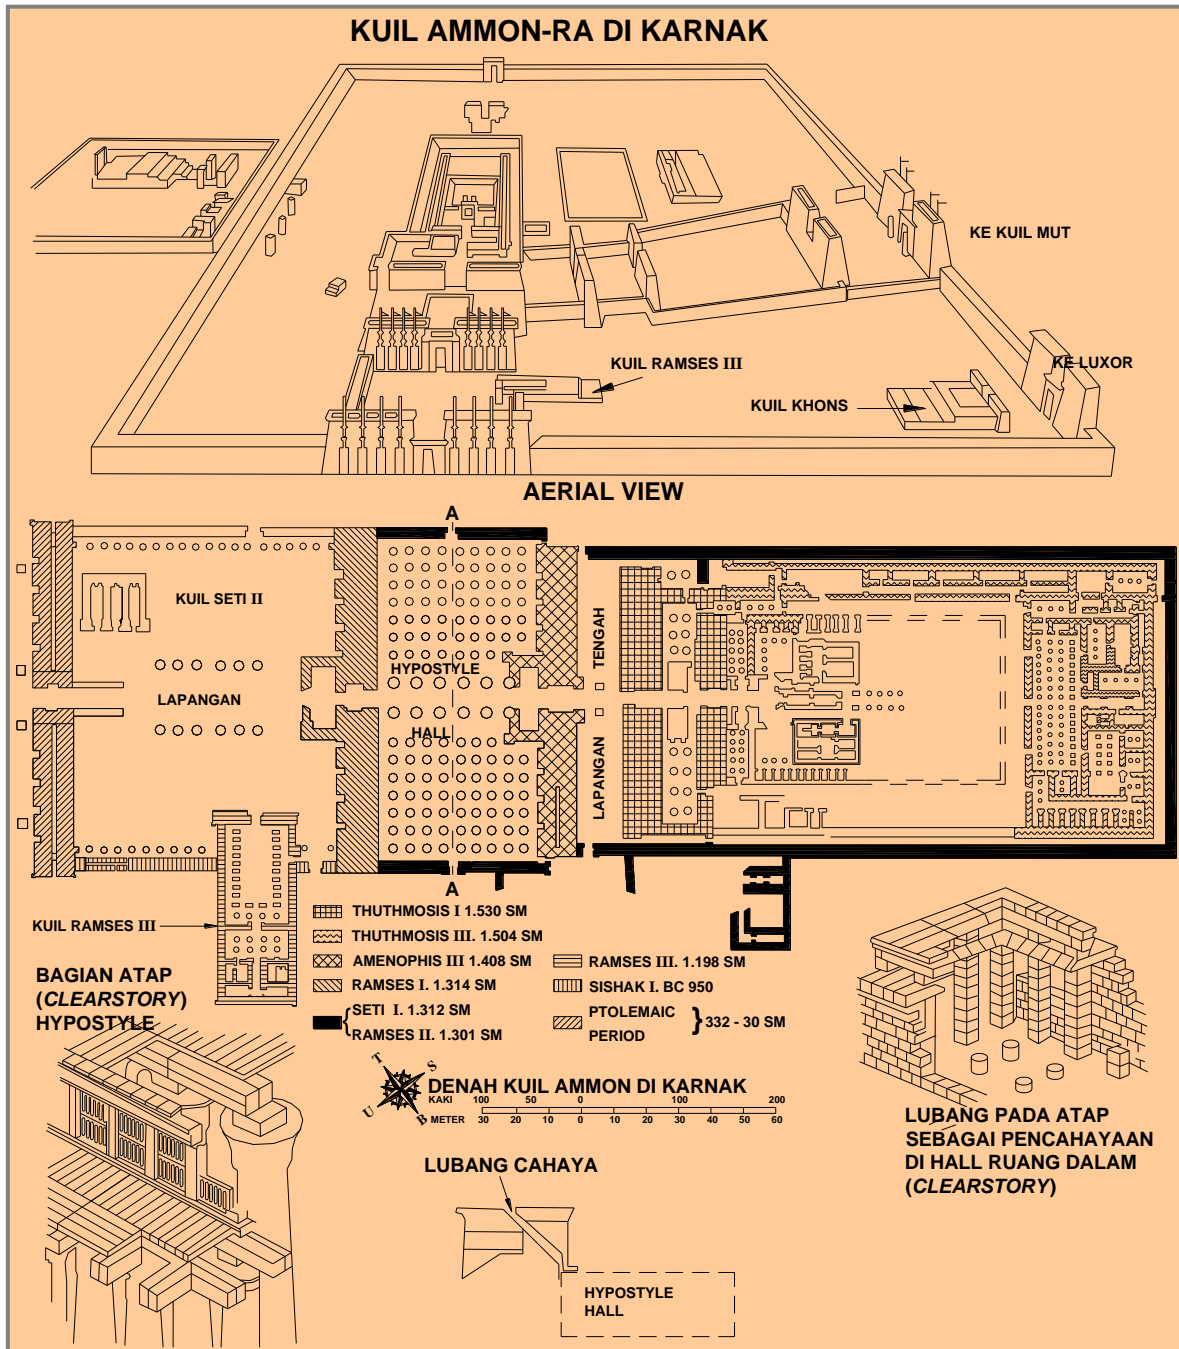 KUIL AMMON-RA DI KARNAK
KE KUIL MUT
KUIL RAMSES III
KE LUXOR
KUIL KHONS
AERIAL VIEW
A
KUIL SETI II
LAPANGAN
HYPOSTYLE
HALL
LAPANGAN TENGAH
A
KUIL RAMSES III
THUTHMOSIS I 1.530 SM
THUTHMOSIS III. 1.504 SM
AMENOPHIS III 1.408 SM
RAMSES I. 1.314 SM
SETI I. 1.312 SM
RAMSES II. 1.301 SM
RAMSES III. 1.198 SM
SISHAK I. BC 950
PTOLEMAIC
PERIOD
332 - 30 SM
BAGIAN ATAP
(CLEARSTORY)
HYPOSTYLE
T
S
U
B
DENAH KUIL AMMON DI KARNAK
KAKI 100 50 0 100 200
METER 30 20 10 0 10 20 30 40 50 60
LUBANG CAHAYA
HYPOSTYLE
HALL
LUBANG PADA ATAP
SEBAGAI PENCAHAYAAN
DI HALL RUANG DALAM
(CLEARSTORY)